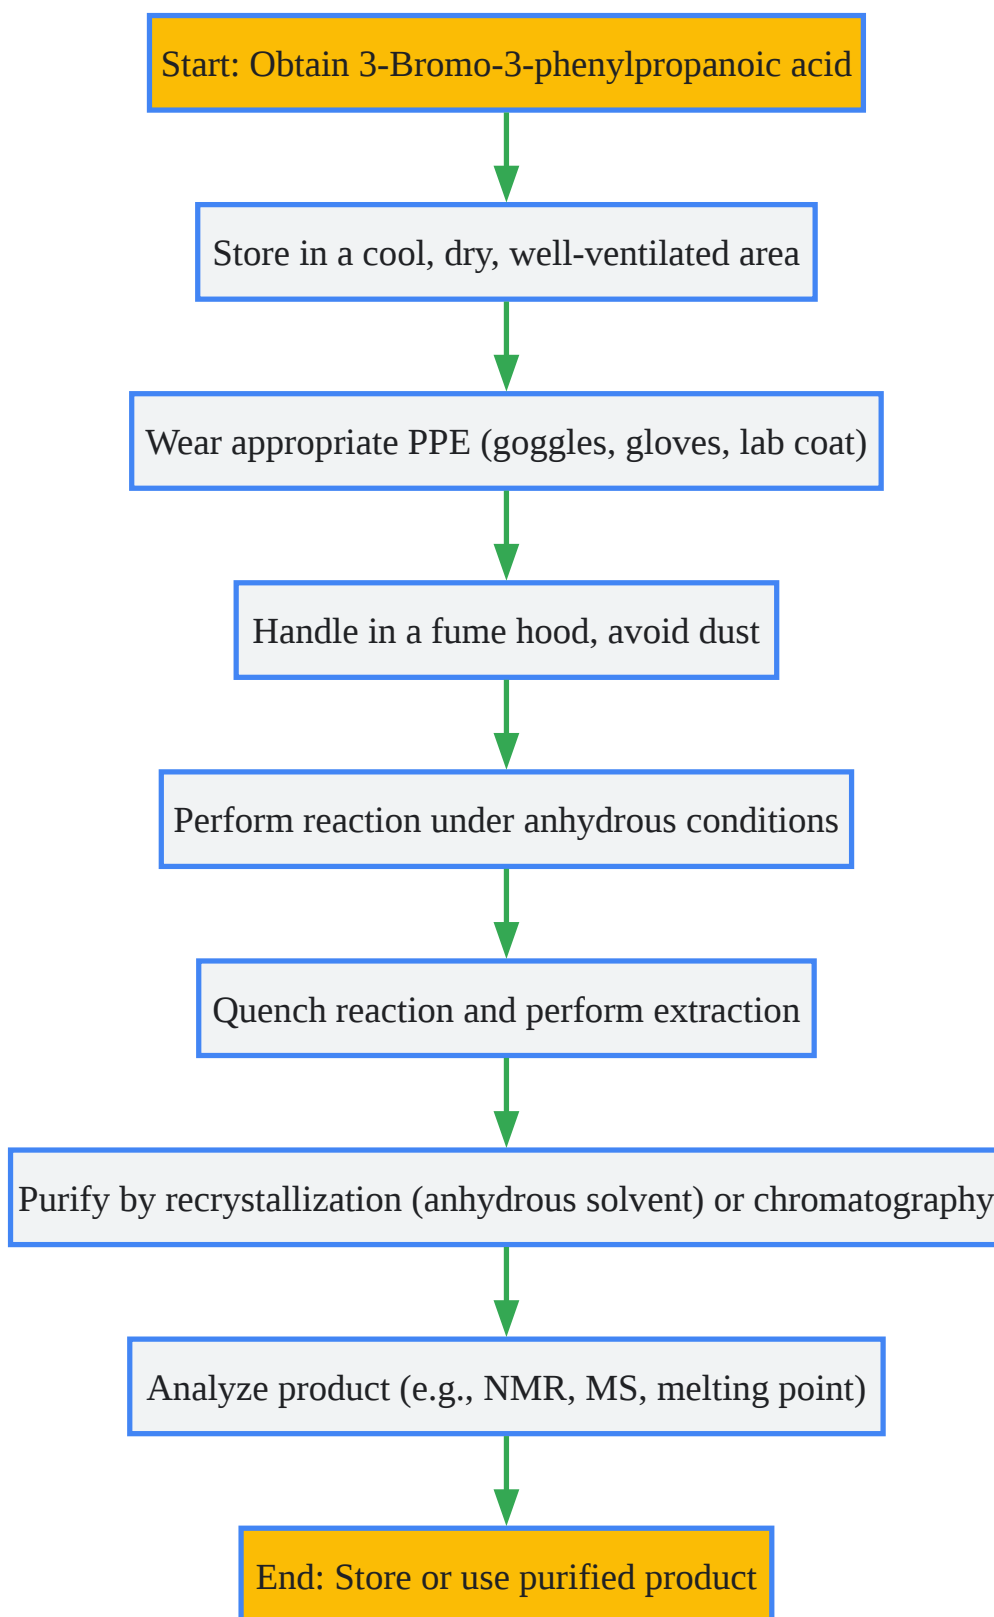 Start: Obtain 3-Bromo-3-phenylpropanoic acid
Store in a cool, dry, well-ventilated area
Wear appropriate PPE (goggles, gloves, lab coat)
Handle in a fume hood, avoid dust
Perform reaction under anhydrous conditions
Quench reaction and perform extraction
Purify by recrystallization (anhydrous solvent) or chromatography
Analyze product (e.g., NMR, MS, melting point)
End: Store or use purified product